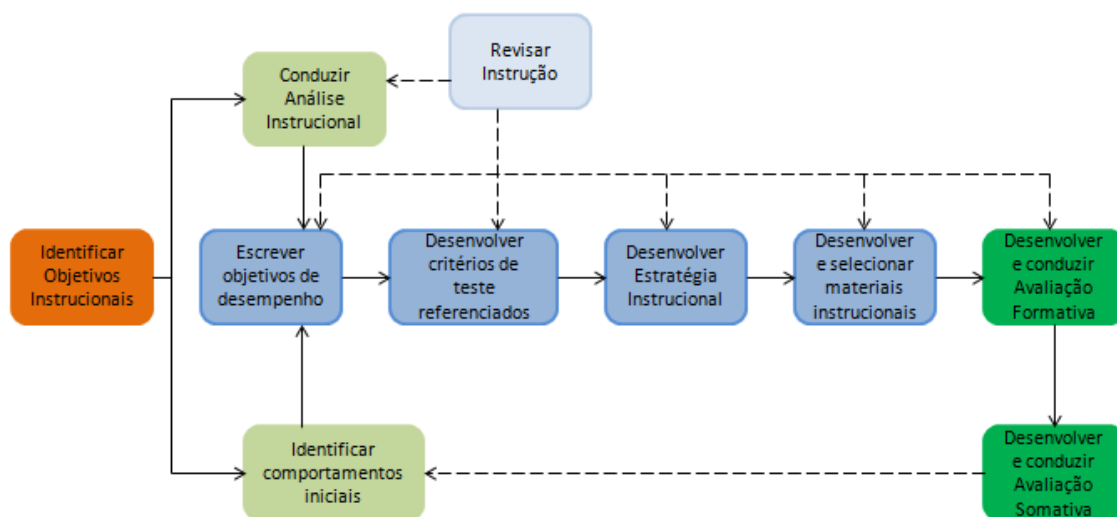 Revisar
Instrução
Conduzir
Análise
Instrucional
Identificar
Objetivos
Instrucionais
Escrever
objetivos de
desempenho
Desenvolver
critérios de
teste
referenciados
Desenvolver
Estratégia
Instrucional
Desenvolver
e selecionar
materiais
instrucionais
Desenvolver
e conduzir
Avaliação
Formativa
Identificar
comportamentos
iniciais
Desenvolver
e conduzir
Avaliação
Somativa